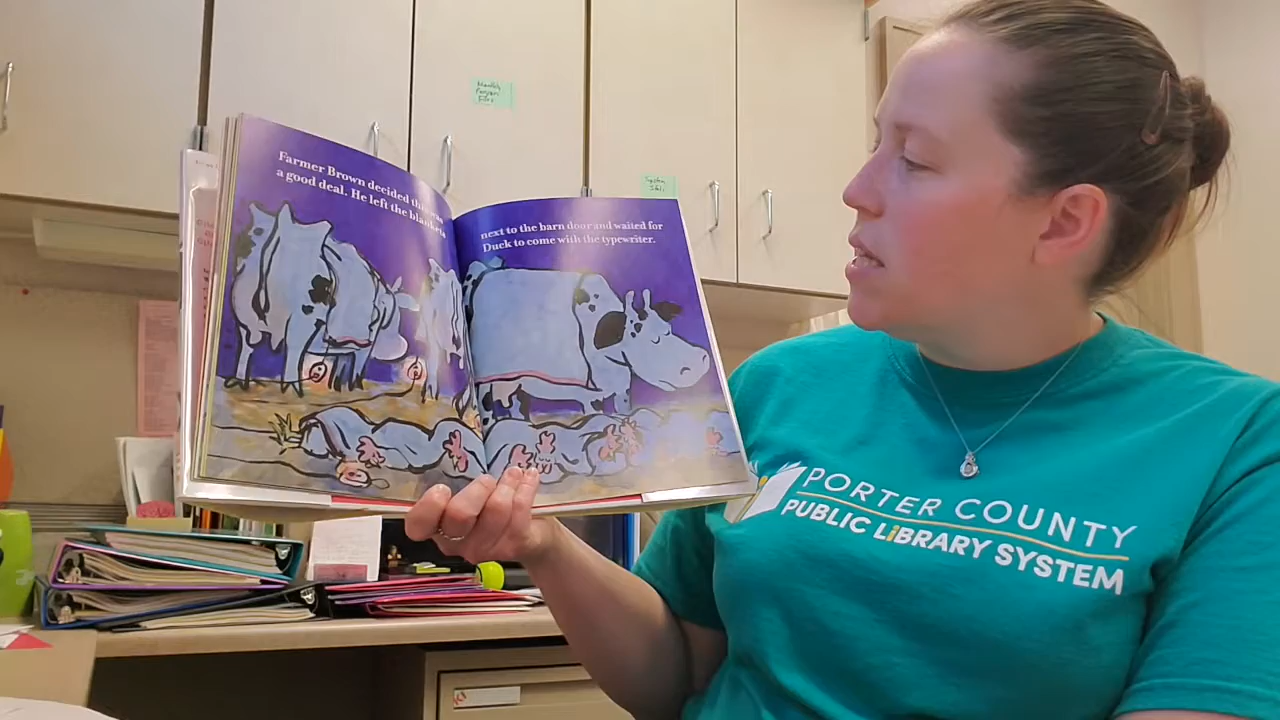 Farmer Brown decided this was
a good deal. He left the blankets
next to the barn door and waited for
Duck to come with the typewriter.
PORTER COUNTY
PUBLIC LiBRARY SYSTEM